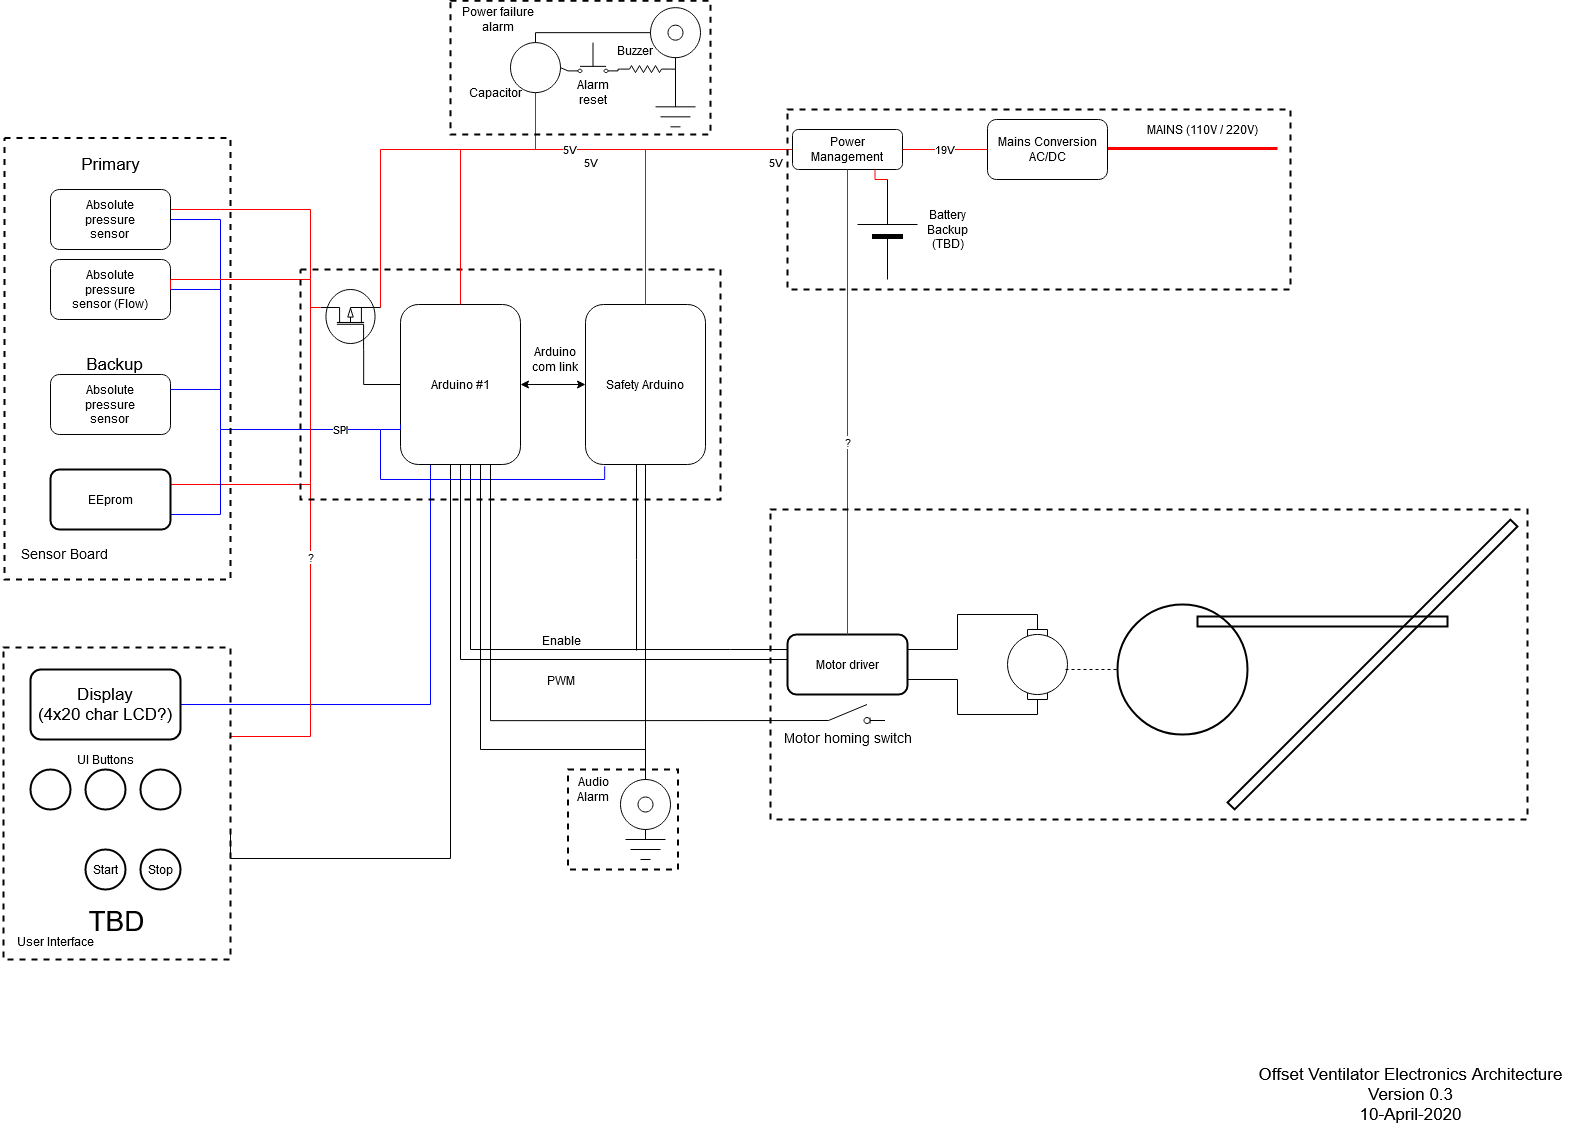 Power failure
alarm
Buzzer
Capacitor
Alarm
reset
5V
5V
5V
Power
Management
19V
Mains Conversion
AC/DC
MAINS (110V / 220V)
Battery
Backup
(TBD)
Primary
Absolute
pressure
sensor
Absolute
pressure
sensor (Flow)
Backup
Absolute
pressure
sensor
EEprom
Sensor Board
SPI
Arduino #1
Arduino
com link
Safety Arduino
?
?
Display
(4x20 char LCD?)
UI Buttons
Start
Stop
TBD
User Interface
Enable
PWM
Motor driver
Motor homing switch
Audio
Alarm
Offset Ventilator Electronics Architecture
Version 0.3
10-April-2020